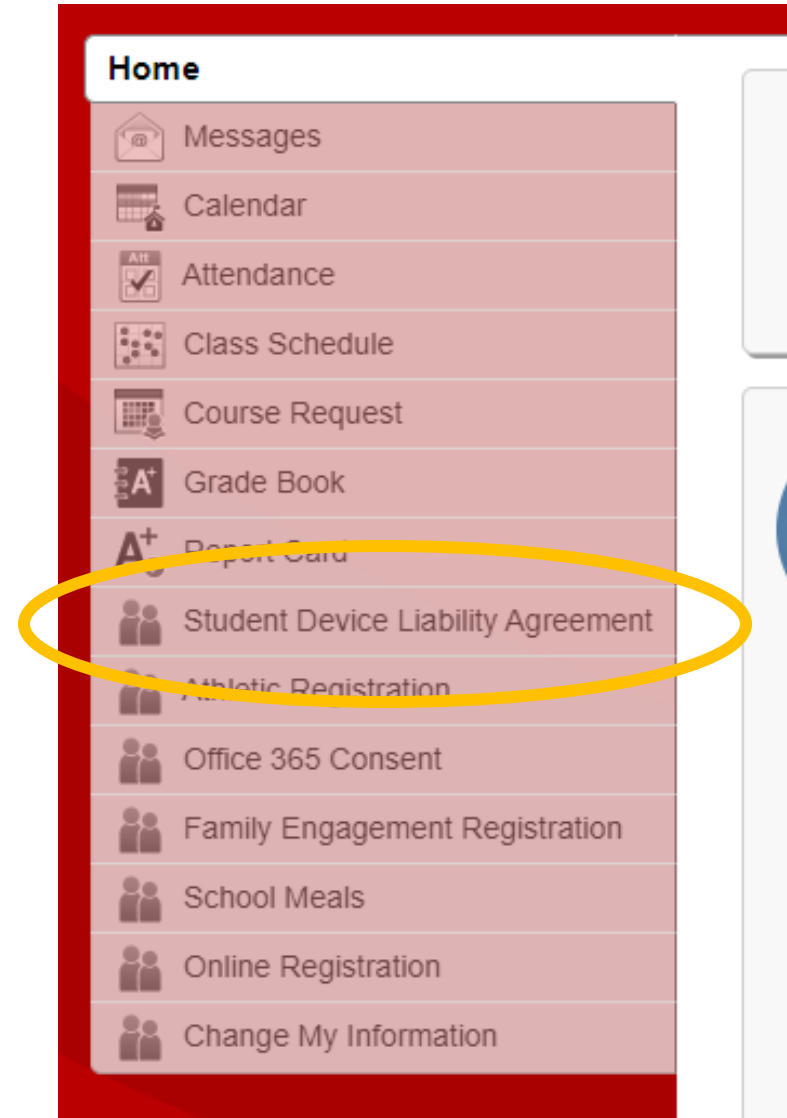 Home
Messages
Calendar
Attendance
Class Schedule
Course Request
Grade Book
Report Card
Student Device Liability Agreement
Athletic Registration
Office 365 Consent
Family Engagement Registration
School Meals
Online Registration
Change My Information